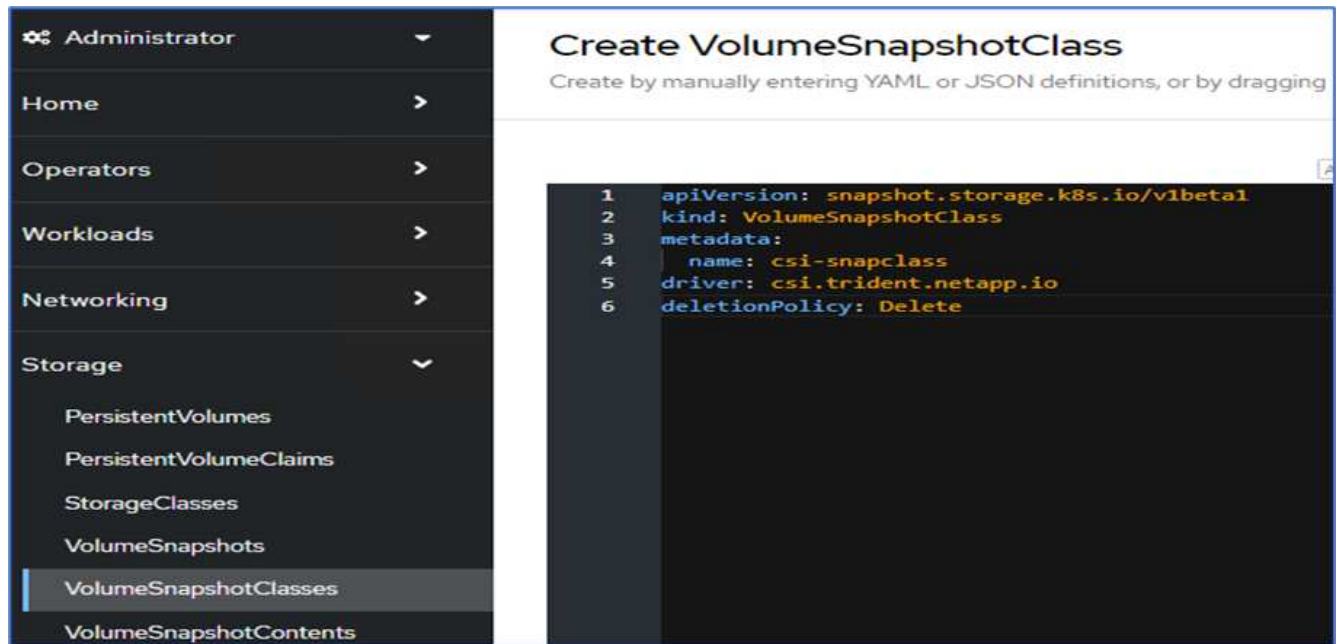 Administrator
Home
Operators
Workloads
Networking
Storage
PersistentVolumes
PersistentVolumeClaims
StorageClasses
VolumeSnapshots
VolumeSnapshotClasses
VolumeSnapshotContents
Create VolumeSnapshotClass
Create by manually entering YAML or JSON definitions, or by dragging
1 apiVersion: snapshot.storage.k8s.io/v1beta1
2 kind: VolumeSnapshotClass
3 metadata:
4 name: csi-snapclass
5 driver: csi.trident.netapp.io
6 deletionPolicy: Delete